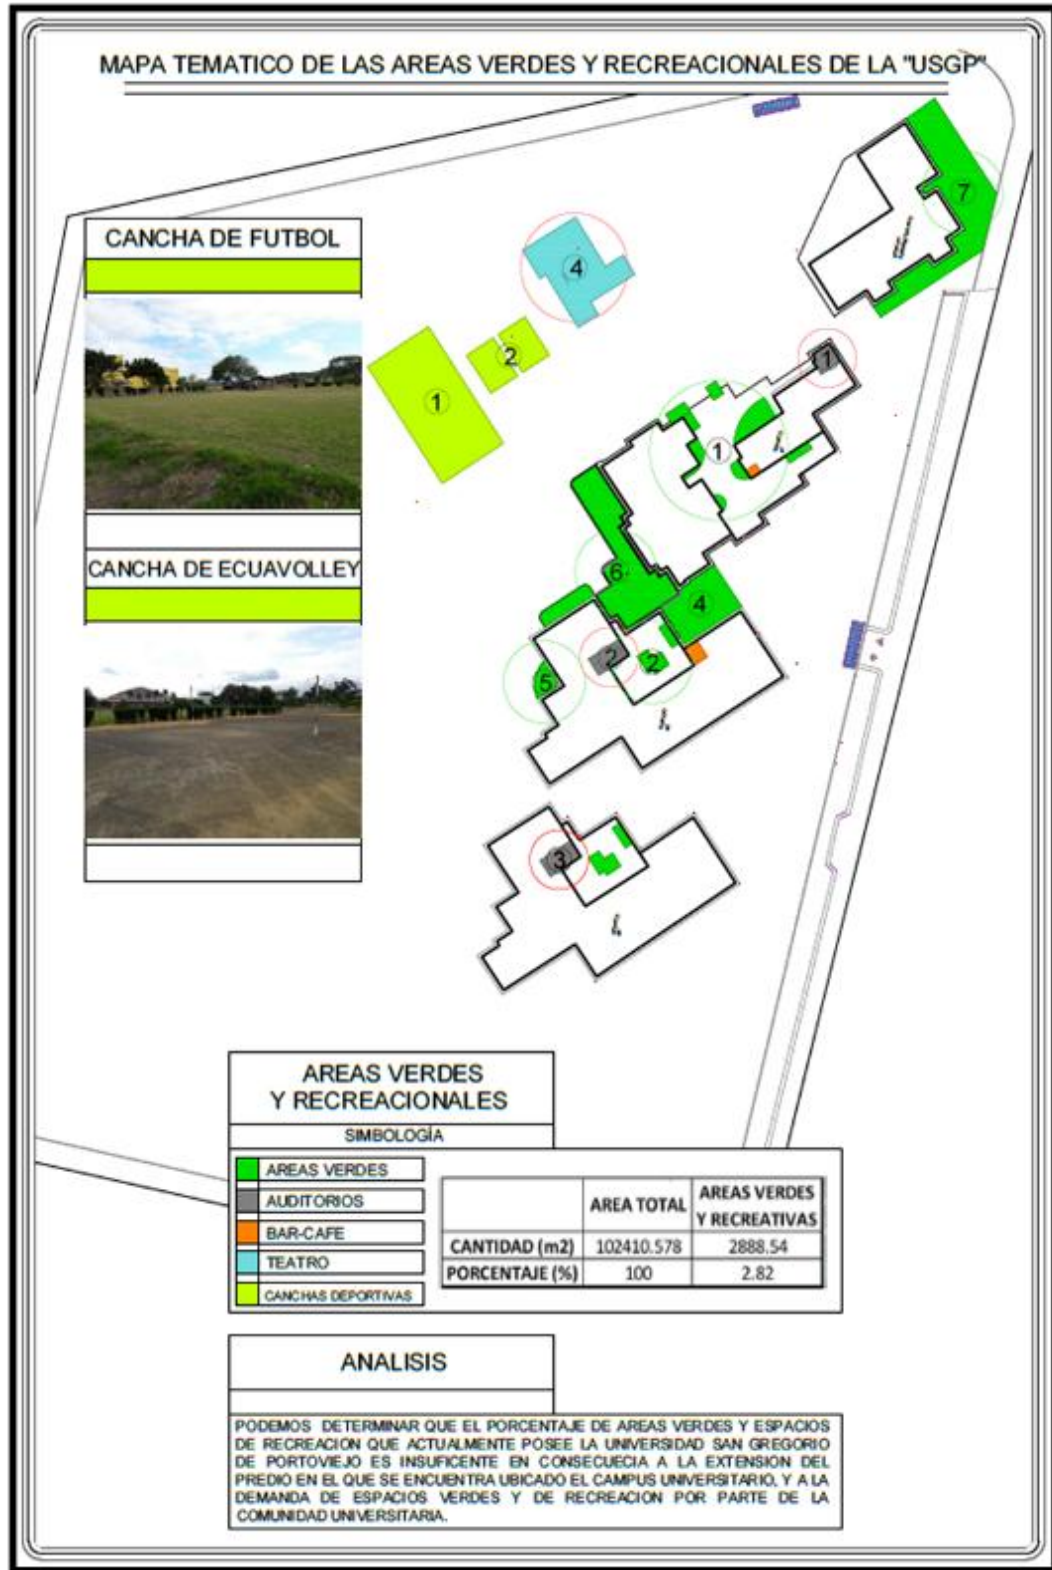 MAPA TEMATICO DE LAS AREAS VERDES Y RECREACIONALES DE LA "USGP"
CANCHA DE FUTBOL
CANCHA DE ECUAVOLLEY
7
4
2
1
1
1
6
4
2
2
5
3
AREAS VERDES
Y RECREACIONALES
SIMBOLOGÍA
AREAS VERDES
AUDITORIOS
BAR-CAFE
TEATRO
CANCHAS DEPORTIVAS
AREA TOTAL
AREAS VERDES
Y RECREATIVAS
CANTIDAD (m2) 102410.578 2888.54
PORCENTAJE (%) 100 2.82
ANALISIS
PODEMOS DETERMINAR QUE EL PORCENTAJE DE AREAS VERDES Y ESPACIOS
DE RECREACION QUE ACTUALMENTE POSEE LA UNIVERSIDAD SAN GREGORIO
DE PORTOVIEJO ES INSUFICENTE EN CONSECUECIA A LA EXTENSION DEL
PREDIO EN EL QUE SE ENCUENTRA UBICADO EL CAMPUS UNIVERSITARIO, Y A LA
DEMANDA DE ESPACIOS VERDES Y DE RECREACION POR PARTE DE LA
COMUNIDAD UNIVERSITARIA.